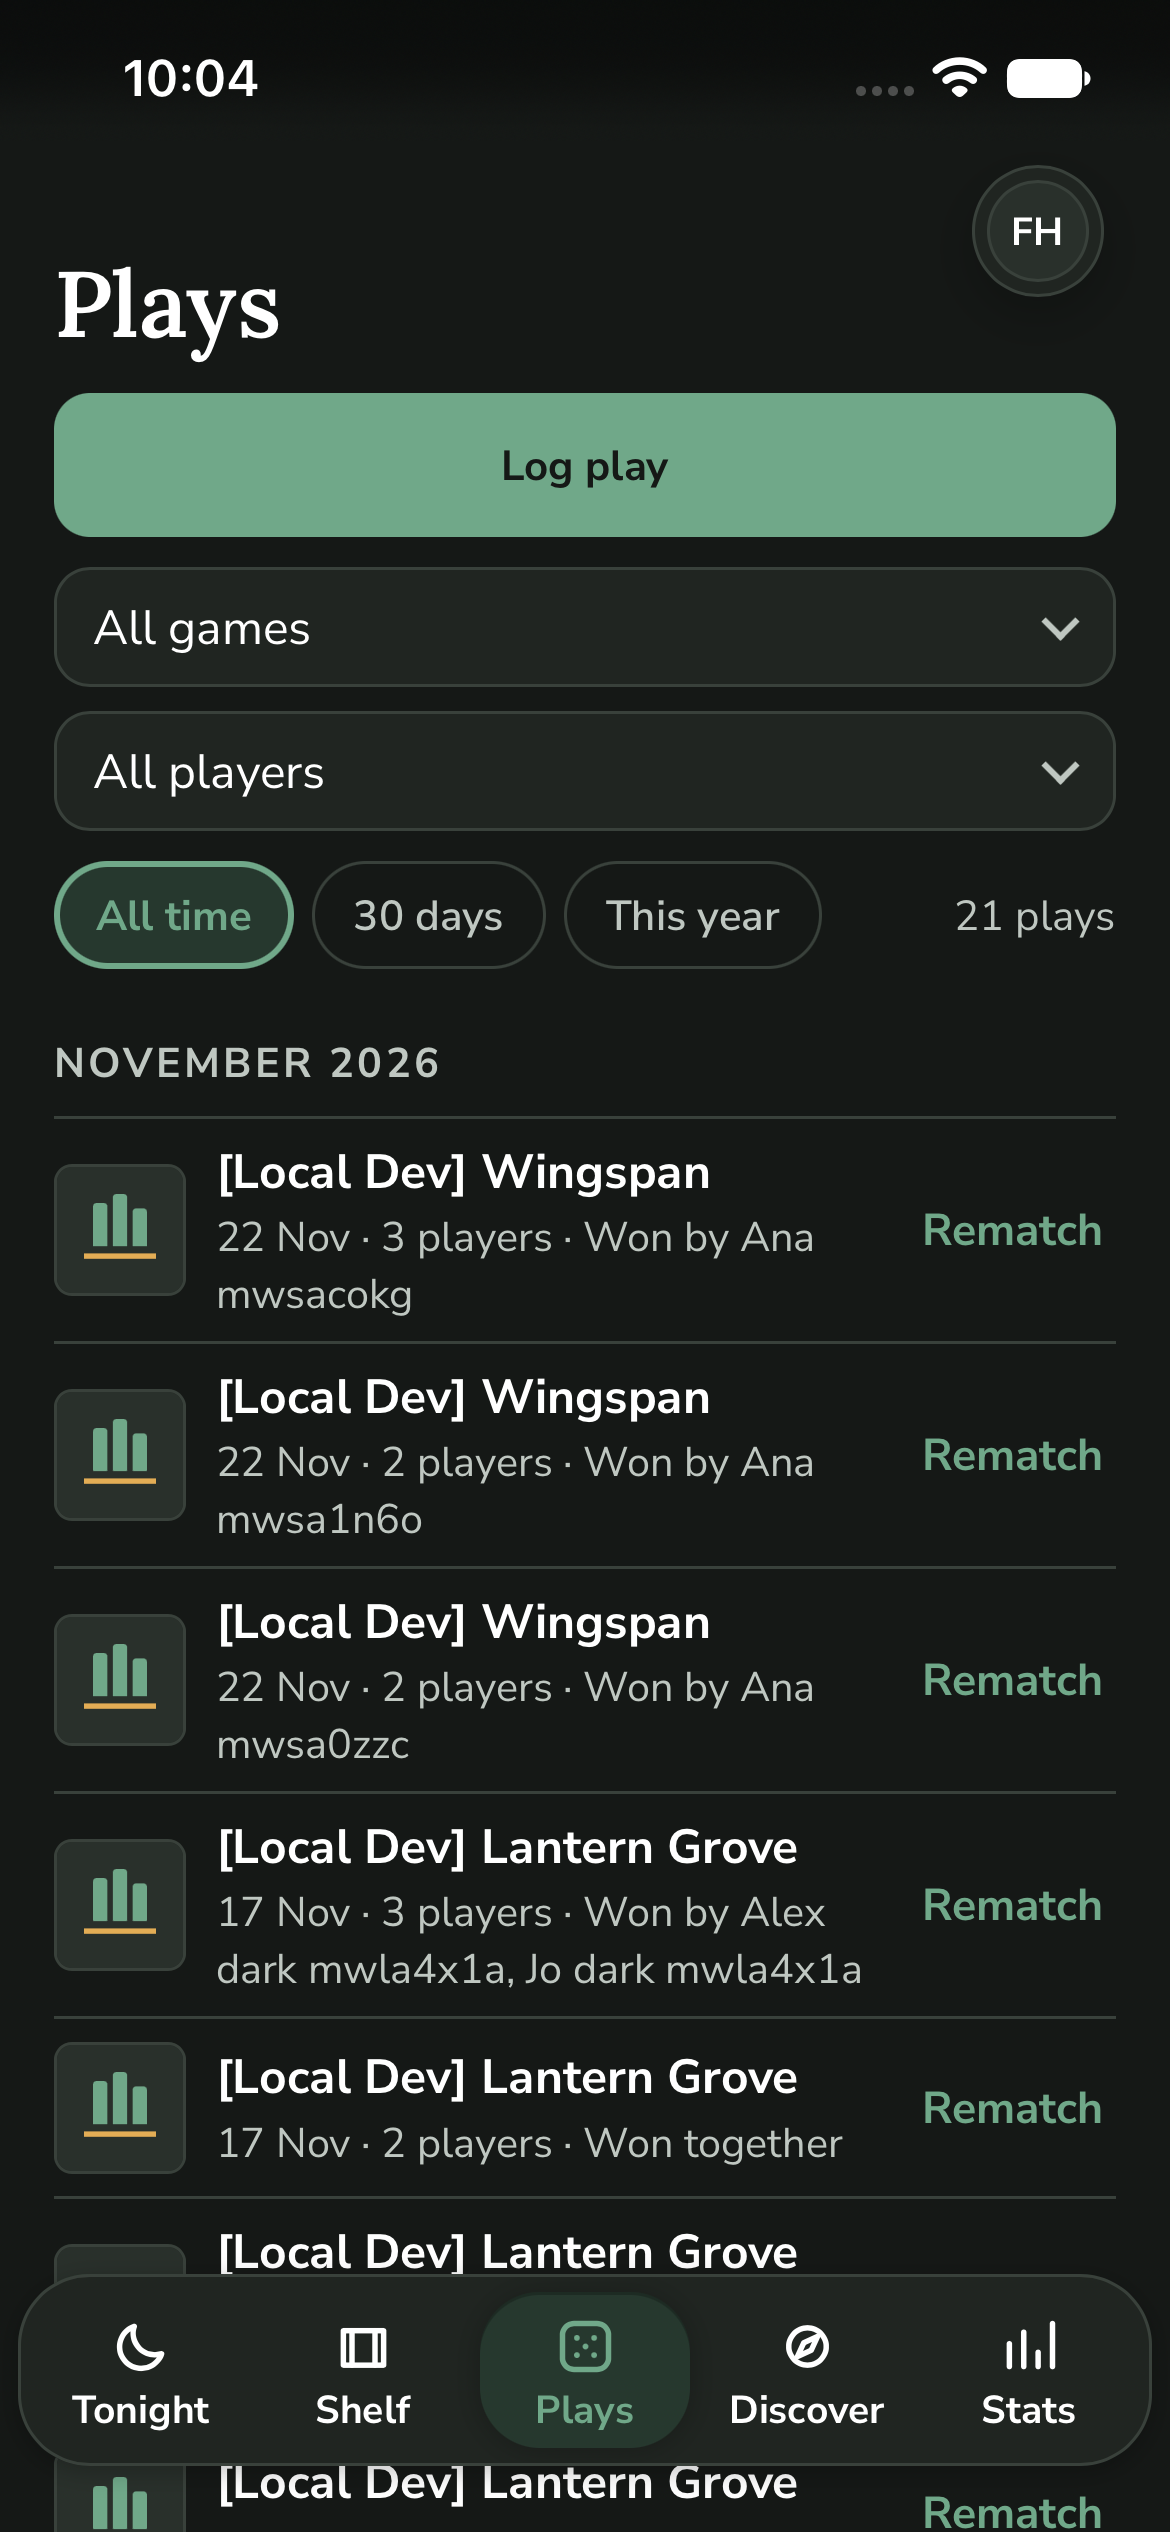 10:04
FH
Plays
Log play
All games
All players
All time
30 days
This year
21 plays
NOVEMBER 2026
[Local Dev] Wingspan
22 Nov · 3 players · Won by Ana
mwsacokg
Rematch
[Local Dev] Wingspan
22 Nov · 2 players · Won by Ana
mwsa1n6o
Rematch
[Local Dev] Wingspan
22 Nov · 2 players · Won by Ana
mwsa0zzc
Rematch
[Local Dev] Lantern Grove
17 Nov · 3 players · Won by Alex
dark mwla4x1a, Jo dark mwla4x1a
Rematch
[Local Dev] Lantern Grove
17 Nov · 2 players · Won together
Rematch
[Local Dev] Lantern Grove
Tonight
Shelf
Plays
Discover
Stats
[Local Dev] Lantern Grove
Rematch